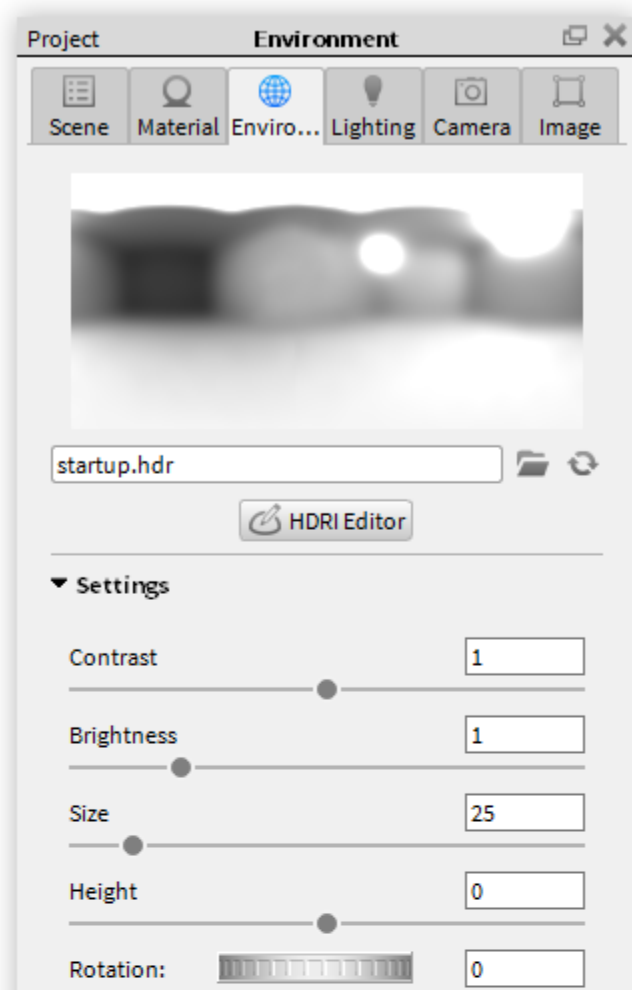 Project Environment
Scene Material Enviro... Lighting Camera Image
startup.hdr
HDRI Editor
Settings
Contrast 1
Brightness 1
Size 25
Height 0
Rotation: 0